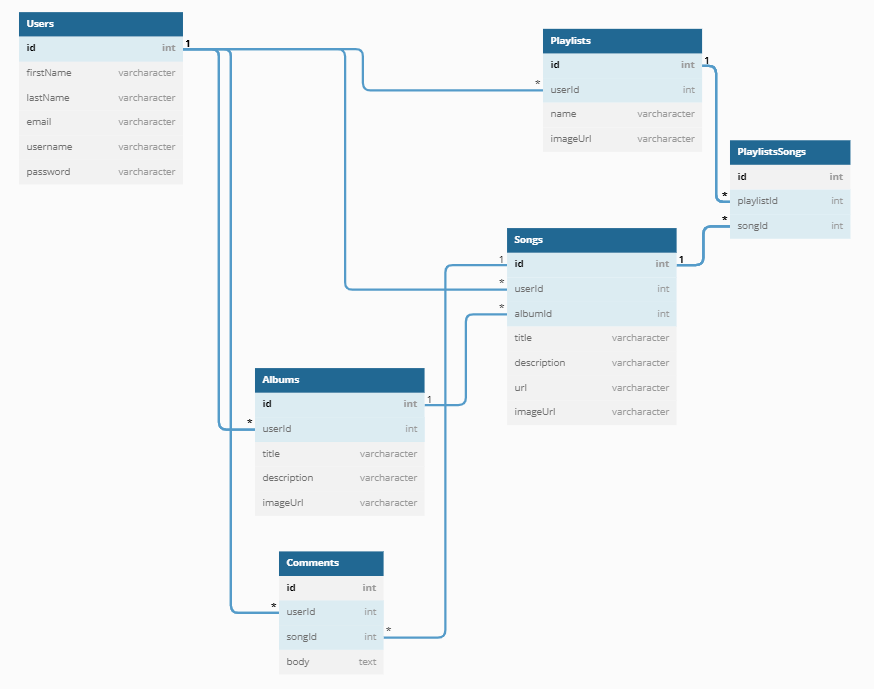 Users
id int
firstName varcharacter
lastName varcharacter
email varcharacter
username varcharacter
password varcharacter
1
Playlists
id int
userId int
name varcharacter
imageUrl varcharacter
*
1
PlaylistsSongs
id int
playlistId int
songId int
*
*
Songs
id int
userId int
albumId int
title varcharacter
description varcharacter
url varcharacter
imageUrl varcharacter
1
*
*
1
Albums
id int
userId int
title varcharacter
description varcharacter
imageUrl varcharacter
*
1
Comments
id int
userId int
songId int
body text
*
*